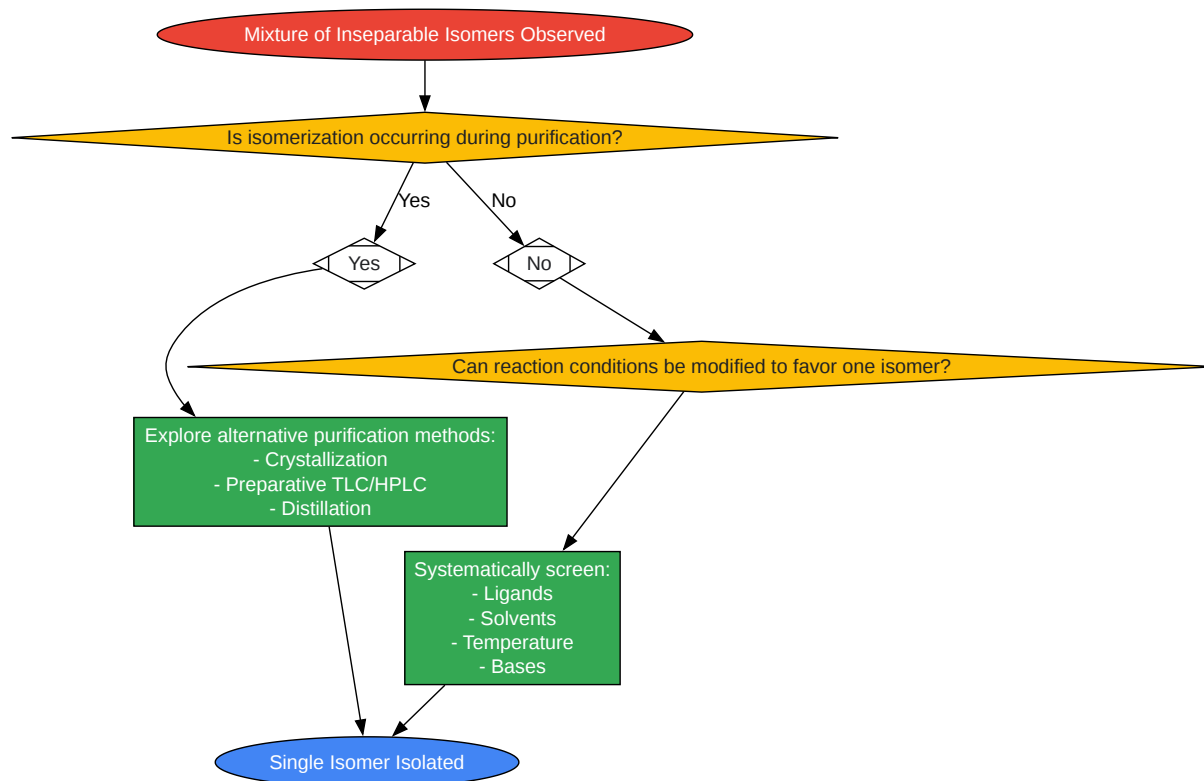 Mixture of Inseparable Isomers Observed
Is isomerization occurring during purification?
Yes
No
Yes
No
Can reaction conditions be modified to favor one isomer?
Explore alternative purification methods:
- Crystallization
- Preparative TLC/HPLC
- Distillation
Systematically screen:
- Ligands
- Solvents
- Temperature
- Bases
Single Isomer Isolated